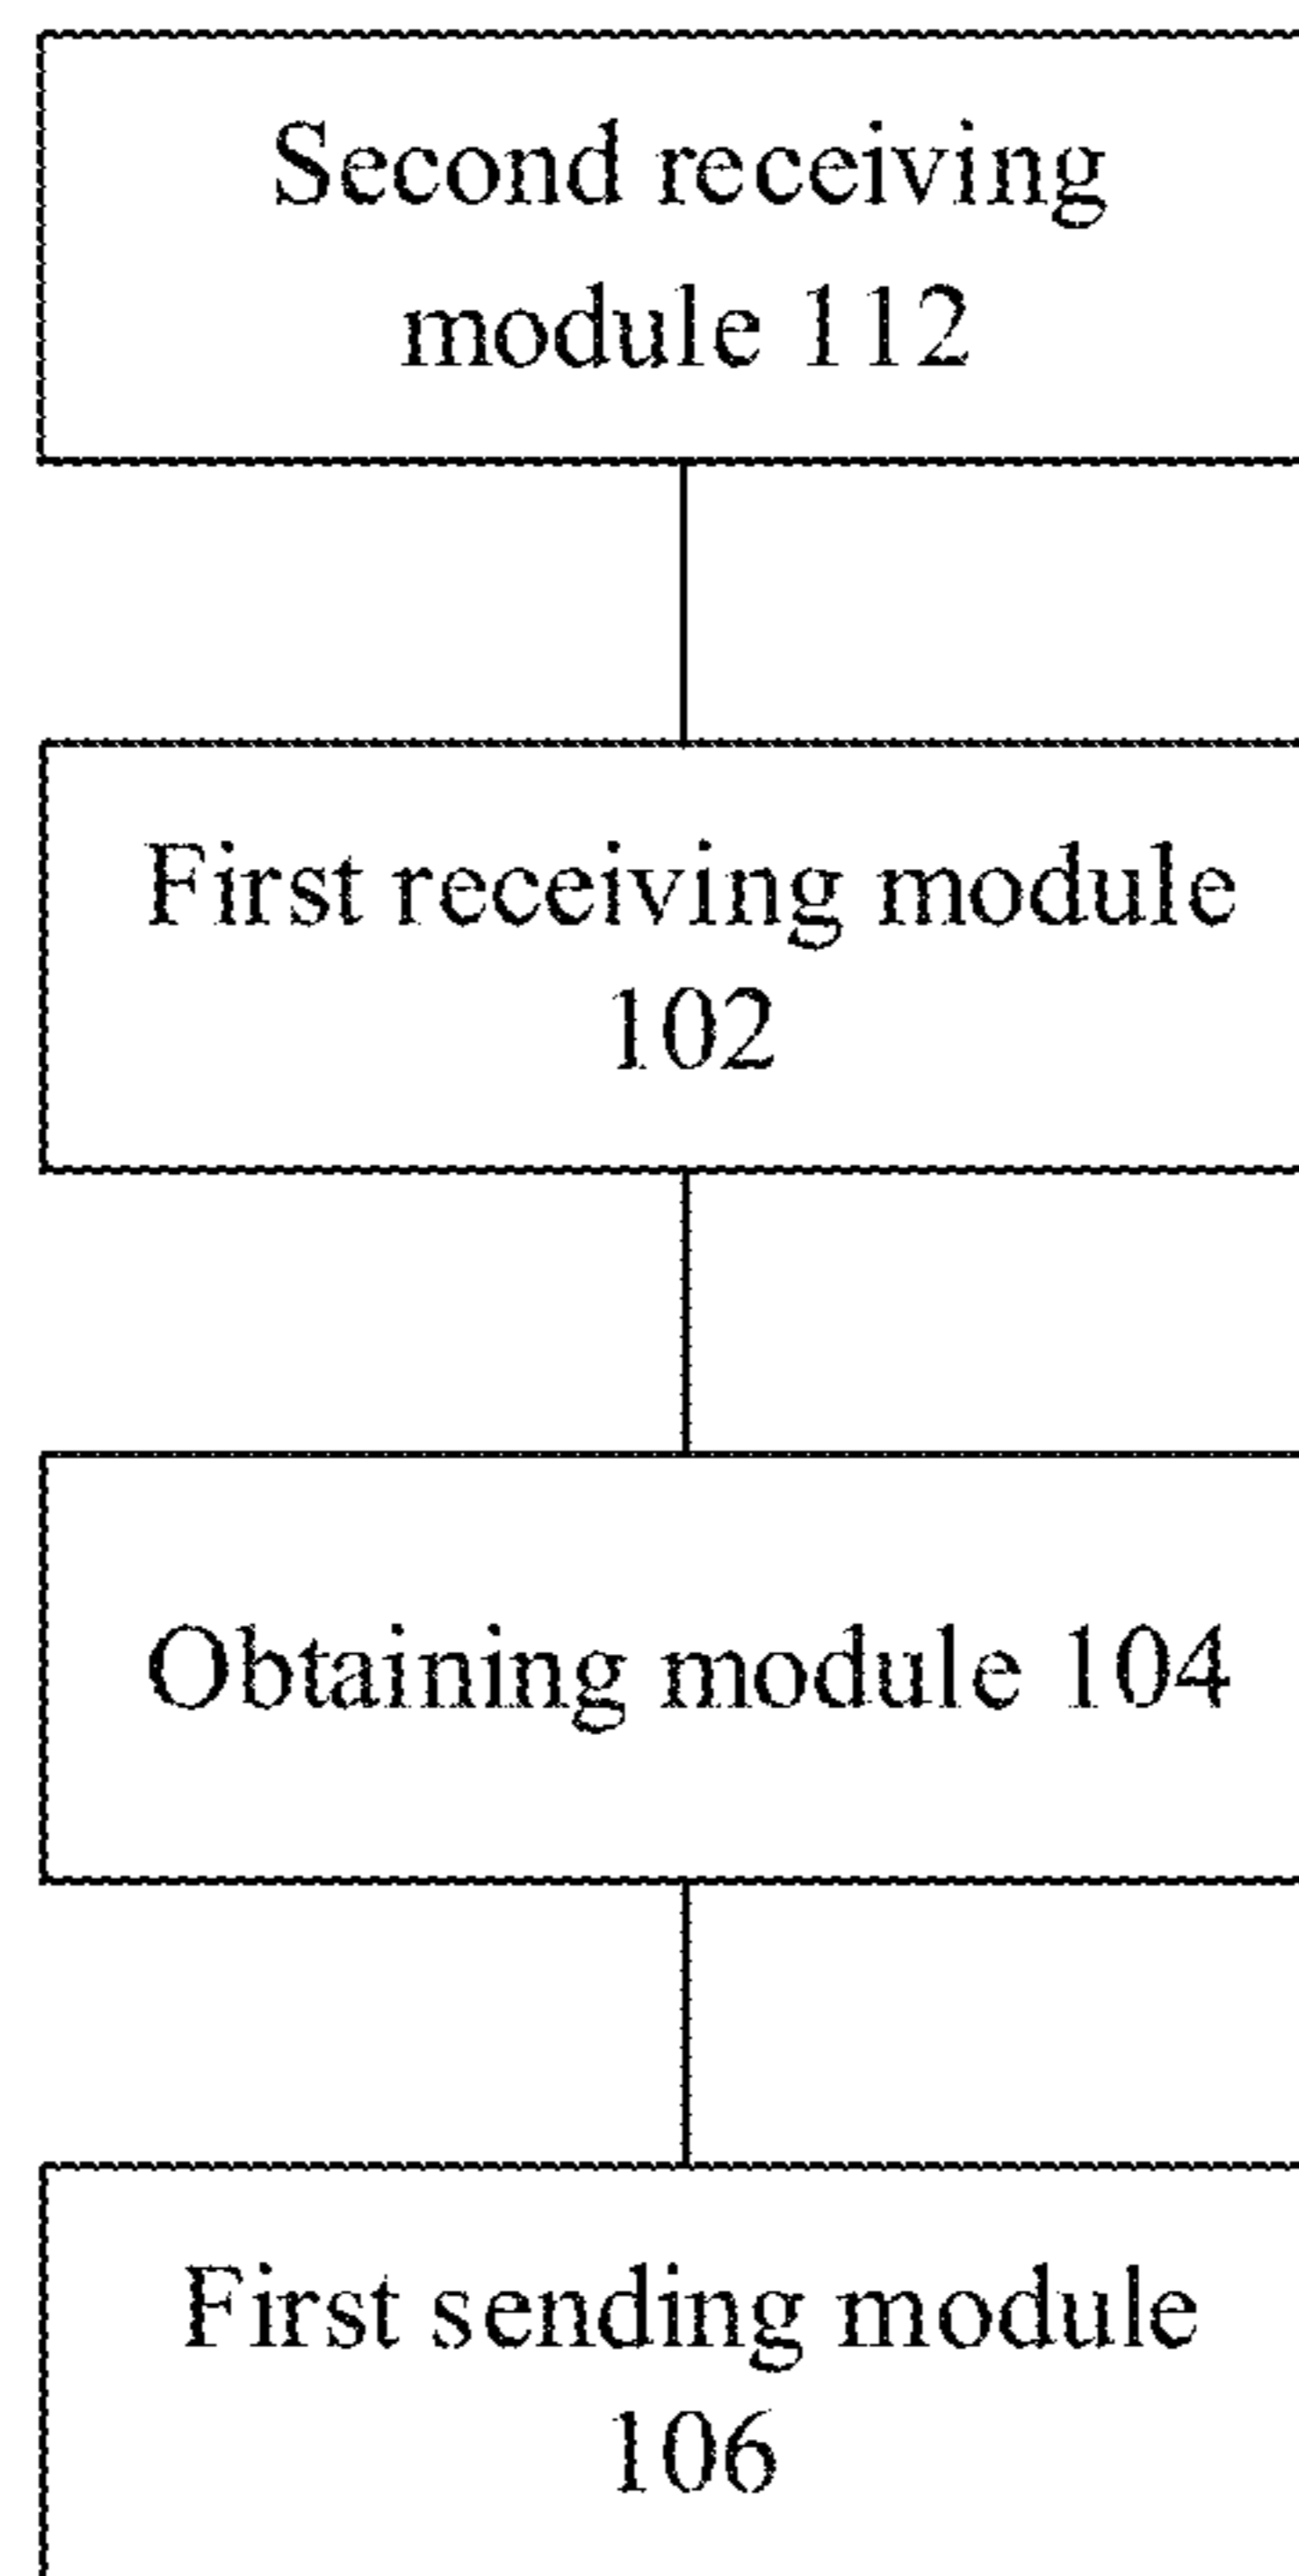 Second receiving
module 112
First receiving module
102
Obtaining module 104
First sending module
106